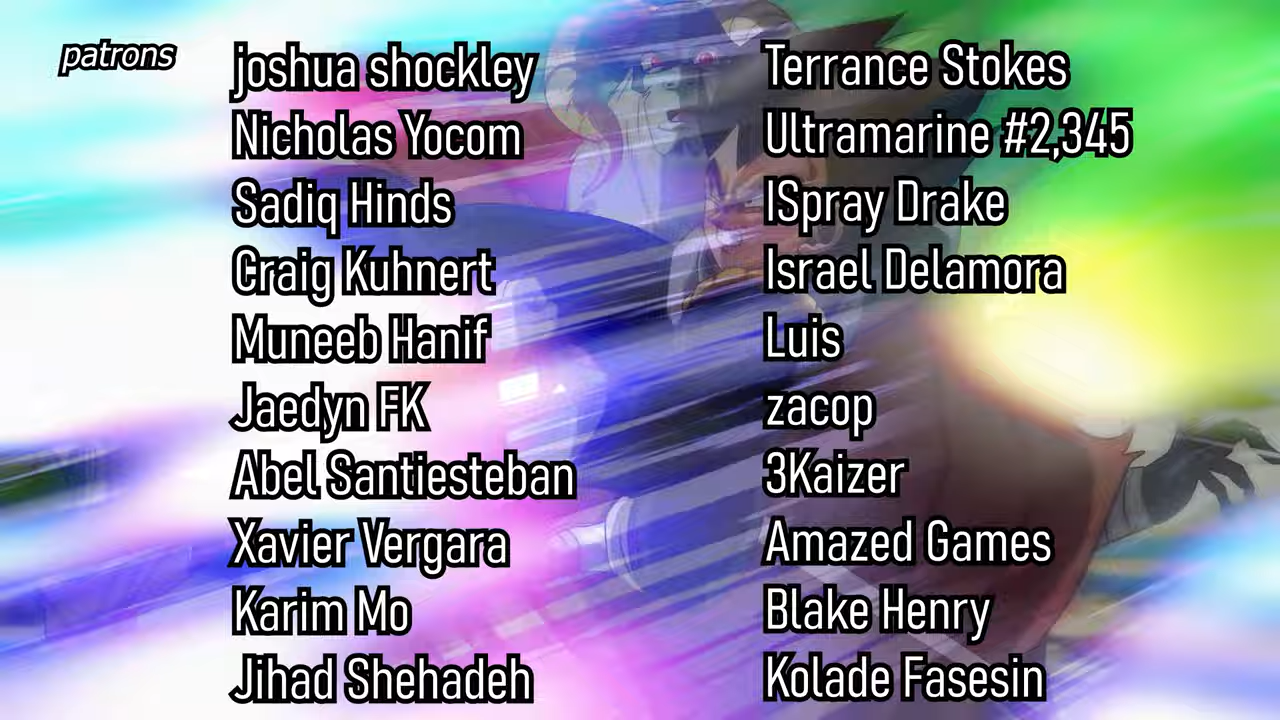 patrons
joshua shockley
Nicholas Yocom
Sadiq Hinds
Craig Kuhnert
Muneeb Hanif
Jaedyn FK
Abel Santiesteban
Xavier Vergara
Karim Mo
Jihad Shehadeh
Terrance Stokes
Ultramarine #2,345
ISpray Drake
Israel Delamora
Luis
zacop
3Kaizer
Amazed Games
Blake Henry
Kolade Fasesin